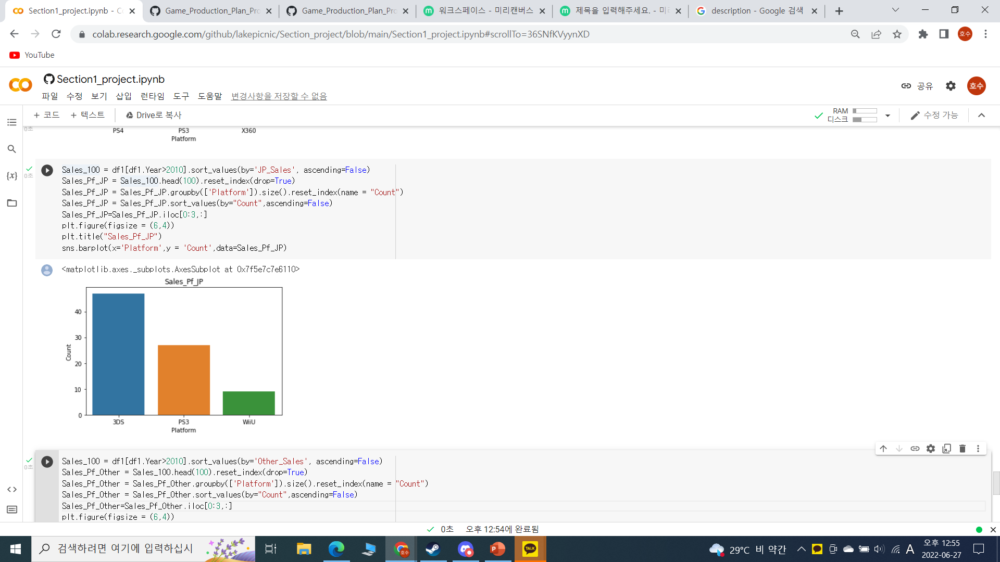 Section1_project.ipynb - C
Game_Production_Plan_Pro
Game_Production_Plan_Pro
워크스페이스 - 미리캔버스
제목을 입력해주세요. - 미리
description - Google 검색
colab.research.google.com/github/lakepicnic/Section_project/blob/main/Section1_project.ipynb#scrollTo=36SNfKVyynXD
호수
YouTube
Section1_project.ipynb
파일 수정 보기 삽입 런타임 도구 도움말 변경사항을 저장할 수 없음
공유
호수
+ 코드 + 텍스트 Drive로 복사
RAM
디스크
수정 가능
0초
PS4 PS3 X360
Platform
{x}
0초
Sales_100 = df1[df1.Year>2010].sort_values(by='JP_Sales', ascending=False)
Sales_Pf_JP = Sales_100.head(100).reset_index(drop=True)
Sales_Pf_JP = Sales_Pf_JP.groupby(['Platform']).size().reset_index(name = "Count")
Sales_Pf_JP = Sales_Pf_JP.sort_values(by="Count",ascending=False)
Sales_Pf_JP=Sales_Pf_JP.iloc[0:3,:]
plt.figure(figsize = (6,4))
plt.title("Sales_Pf_JP")
sns.barplot(x='Platform',y = 'Count',data=Sales_Pf_JP)
<matplotlib.axes._subplots.AxesSubplot at 0x7f5e7c7e6110>
Sales_Pf_JP
40
30
20
10
0
Count
3DS PS3 WiiU
Platform
0초
Sales_100 = df1[df1.Year>2010].sort_values(by='Other_Sales', ascending=False)
Sales_Pf_Other = Sales_100.head(100).reset_index(drop=True)
Sales_Pf_Other = Sales_Pf_Other.groupby(['Platform']).size().reset_index(name = "Count")
Sales_Pf_Other = Sales_Pf_Other.sort_values(by="Count",ascending=False)
Sales_Pf_Other=Sales_Pf_Other.iloc[0:3,:]
plt.figure(figsize = (6,4))
0초 오후 12:54에 완료됨
검색하려면 여기에 입력하십시
호수
P
TALK
29°C 비 약간
A
오후 12:55
2022-06-27